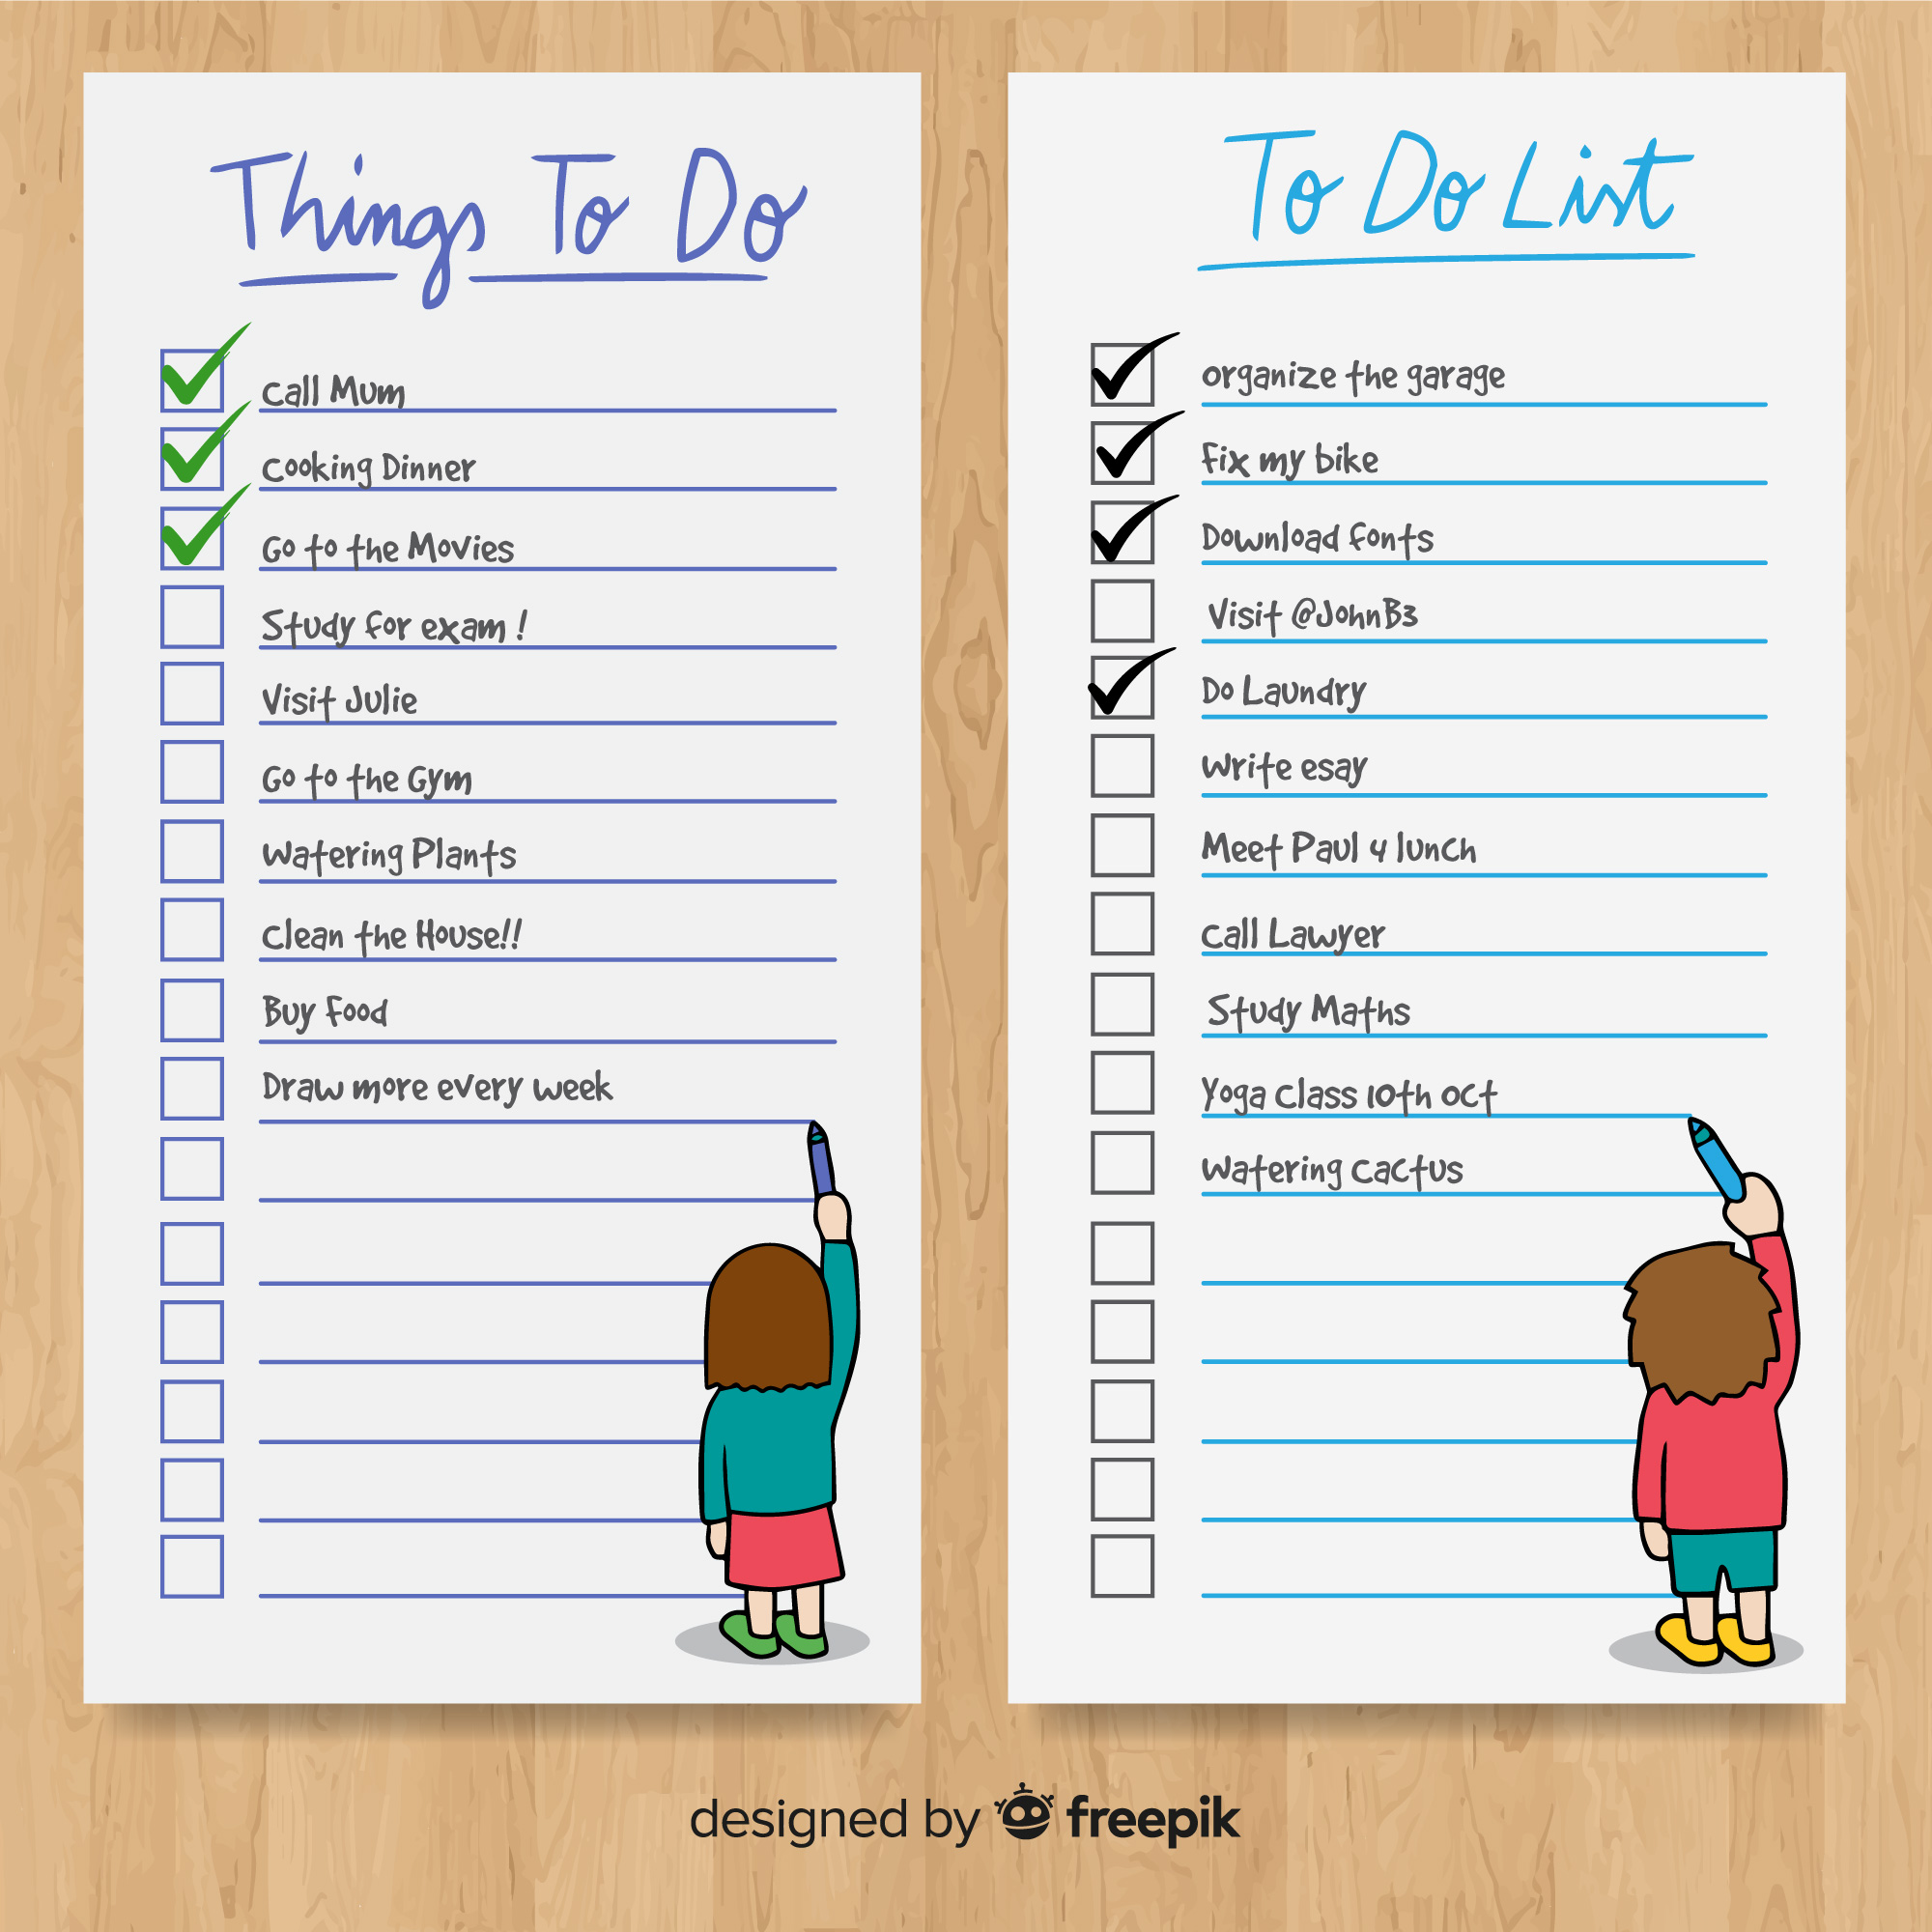 Things To Do
Call Mum
Cooking Dinner
Go to the Movies
Study for exam !
Visit Julie
Go to the Gym
Watering Plants
Clean the House!!
Buy Food
Draw more every week
To Do List
Organize the garage
Fix my bike
Download fonts
Visit @JohnB3
Do Laundry
Write esay
Meet Paul 4 lunch
Call Lawyer
Study Maths
Yoga Class 10th Oct
Watering Cactus
designed by freepik